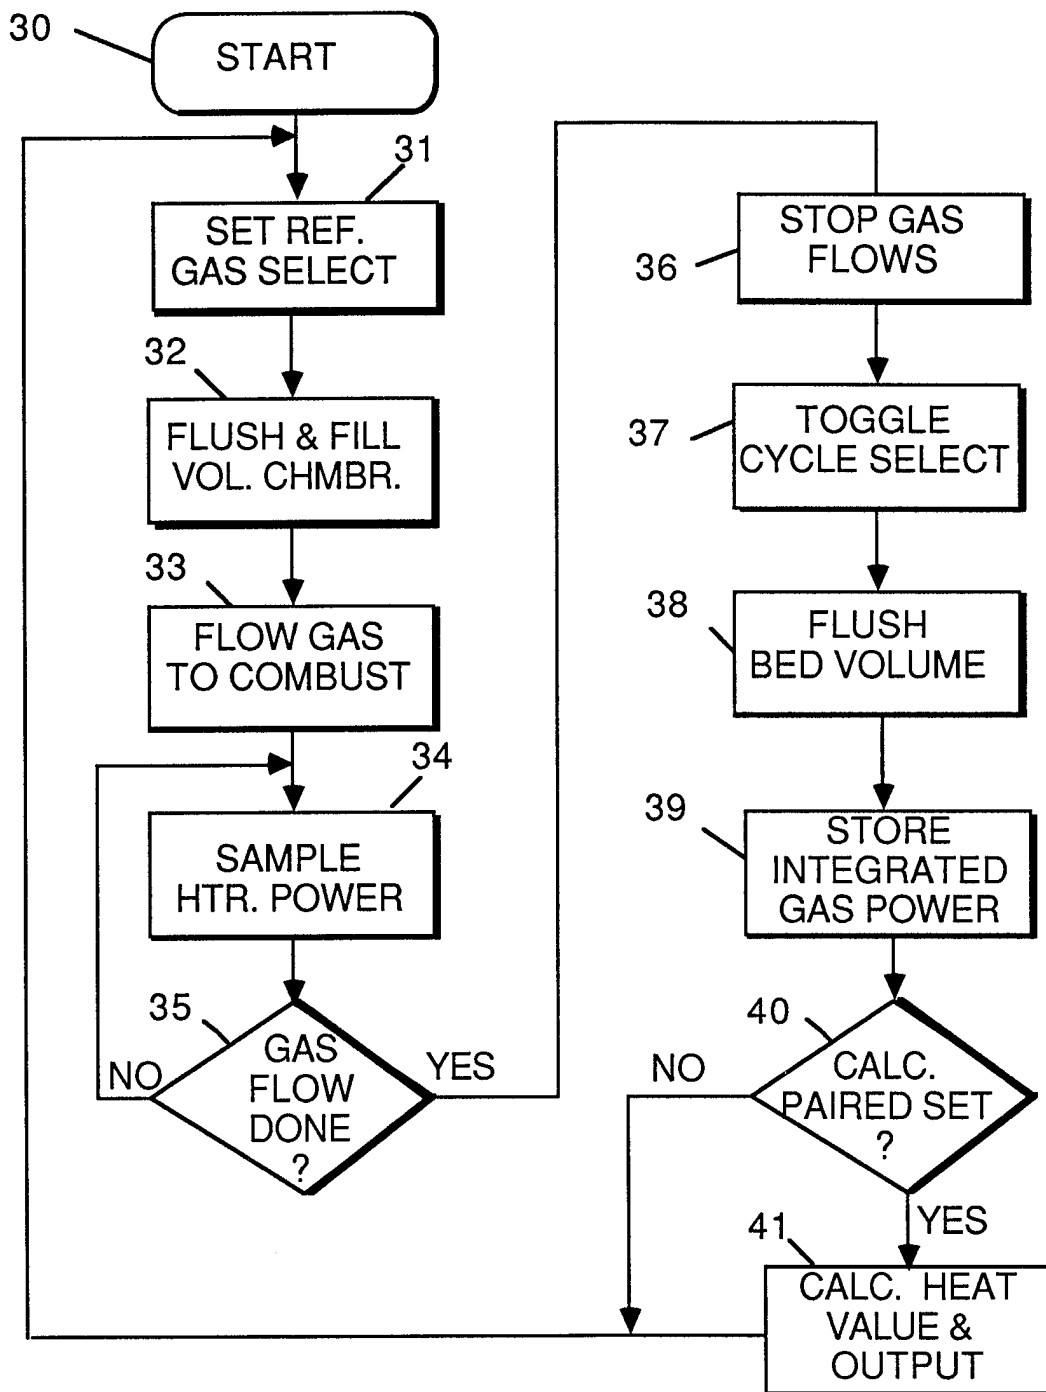 30
START
31
SET REF.
GAS SELECT
32
FLUSH & FILL
VOL. CHMBR.
33
FLOW GAS
TO COMBUST
34
SAMPLE
HTR. POWER
35
GAS
FLOW
DONE
?
NO
YES
36
STOP GAS
FLOWS
37
TOGGLE
CYCLE SELECT
38
FLUSH
BED VOLUME
39
STORE
INTEGRATED
GAS POWER
40
CALC.
PAIRED SET
?
NO
YES
41
CALC. HEAT
VALUE &
OUTPUT